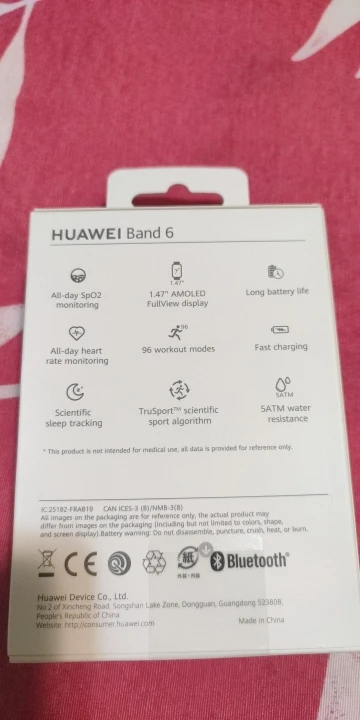 HUAWEI Band 6
1.47"
All-day SpO2
monitoring
1.47" AMOLED
FullView display
Long battery life
96
All-day heart
rate monitoring
96 workout modes
Fast charging
5ATM
Scientific
sleep tracking
TruSport™ scientific
sport algorithm
5ATM water
resistance
* This product is not intended for medical use, all data is provided for reference only.
IC:25182-FRAB19 CAN ICES-3 (B)/NMB-3(B)
All images on the packaging are for reference only, the actual product may
differ from images on the packaging (including but not limited to colors, shape,
and screen display).Battery warning: Do not disassemble, puncture, crush, heat, or burn.
CE
紙
外装・内装
Bluetooth®
Huawei Device Co., Ltd.
No.2 of Xincheng Road, Songshan Lake Zone, Dongguan, Guangdong 523808,
People's Republic of China
Website: http://consumer.huawei.com
Made in China